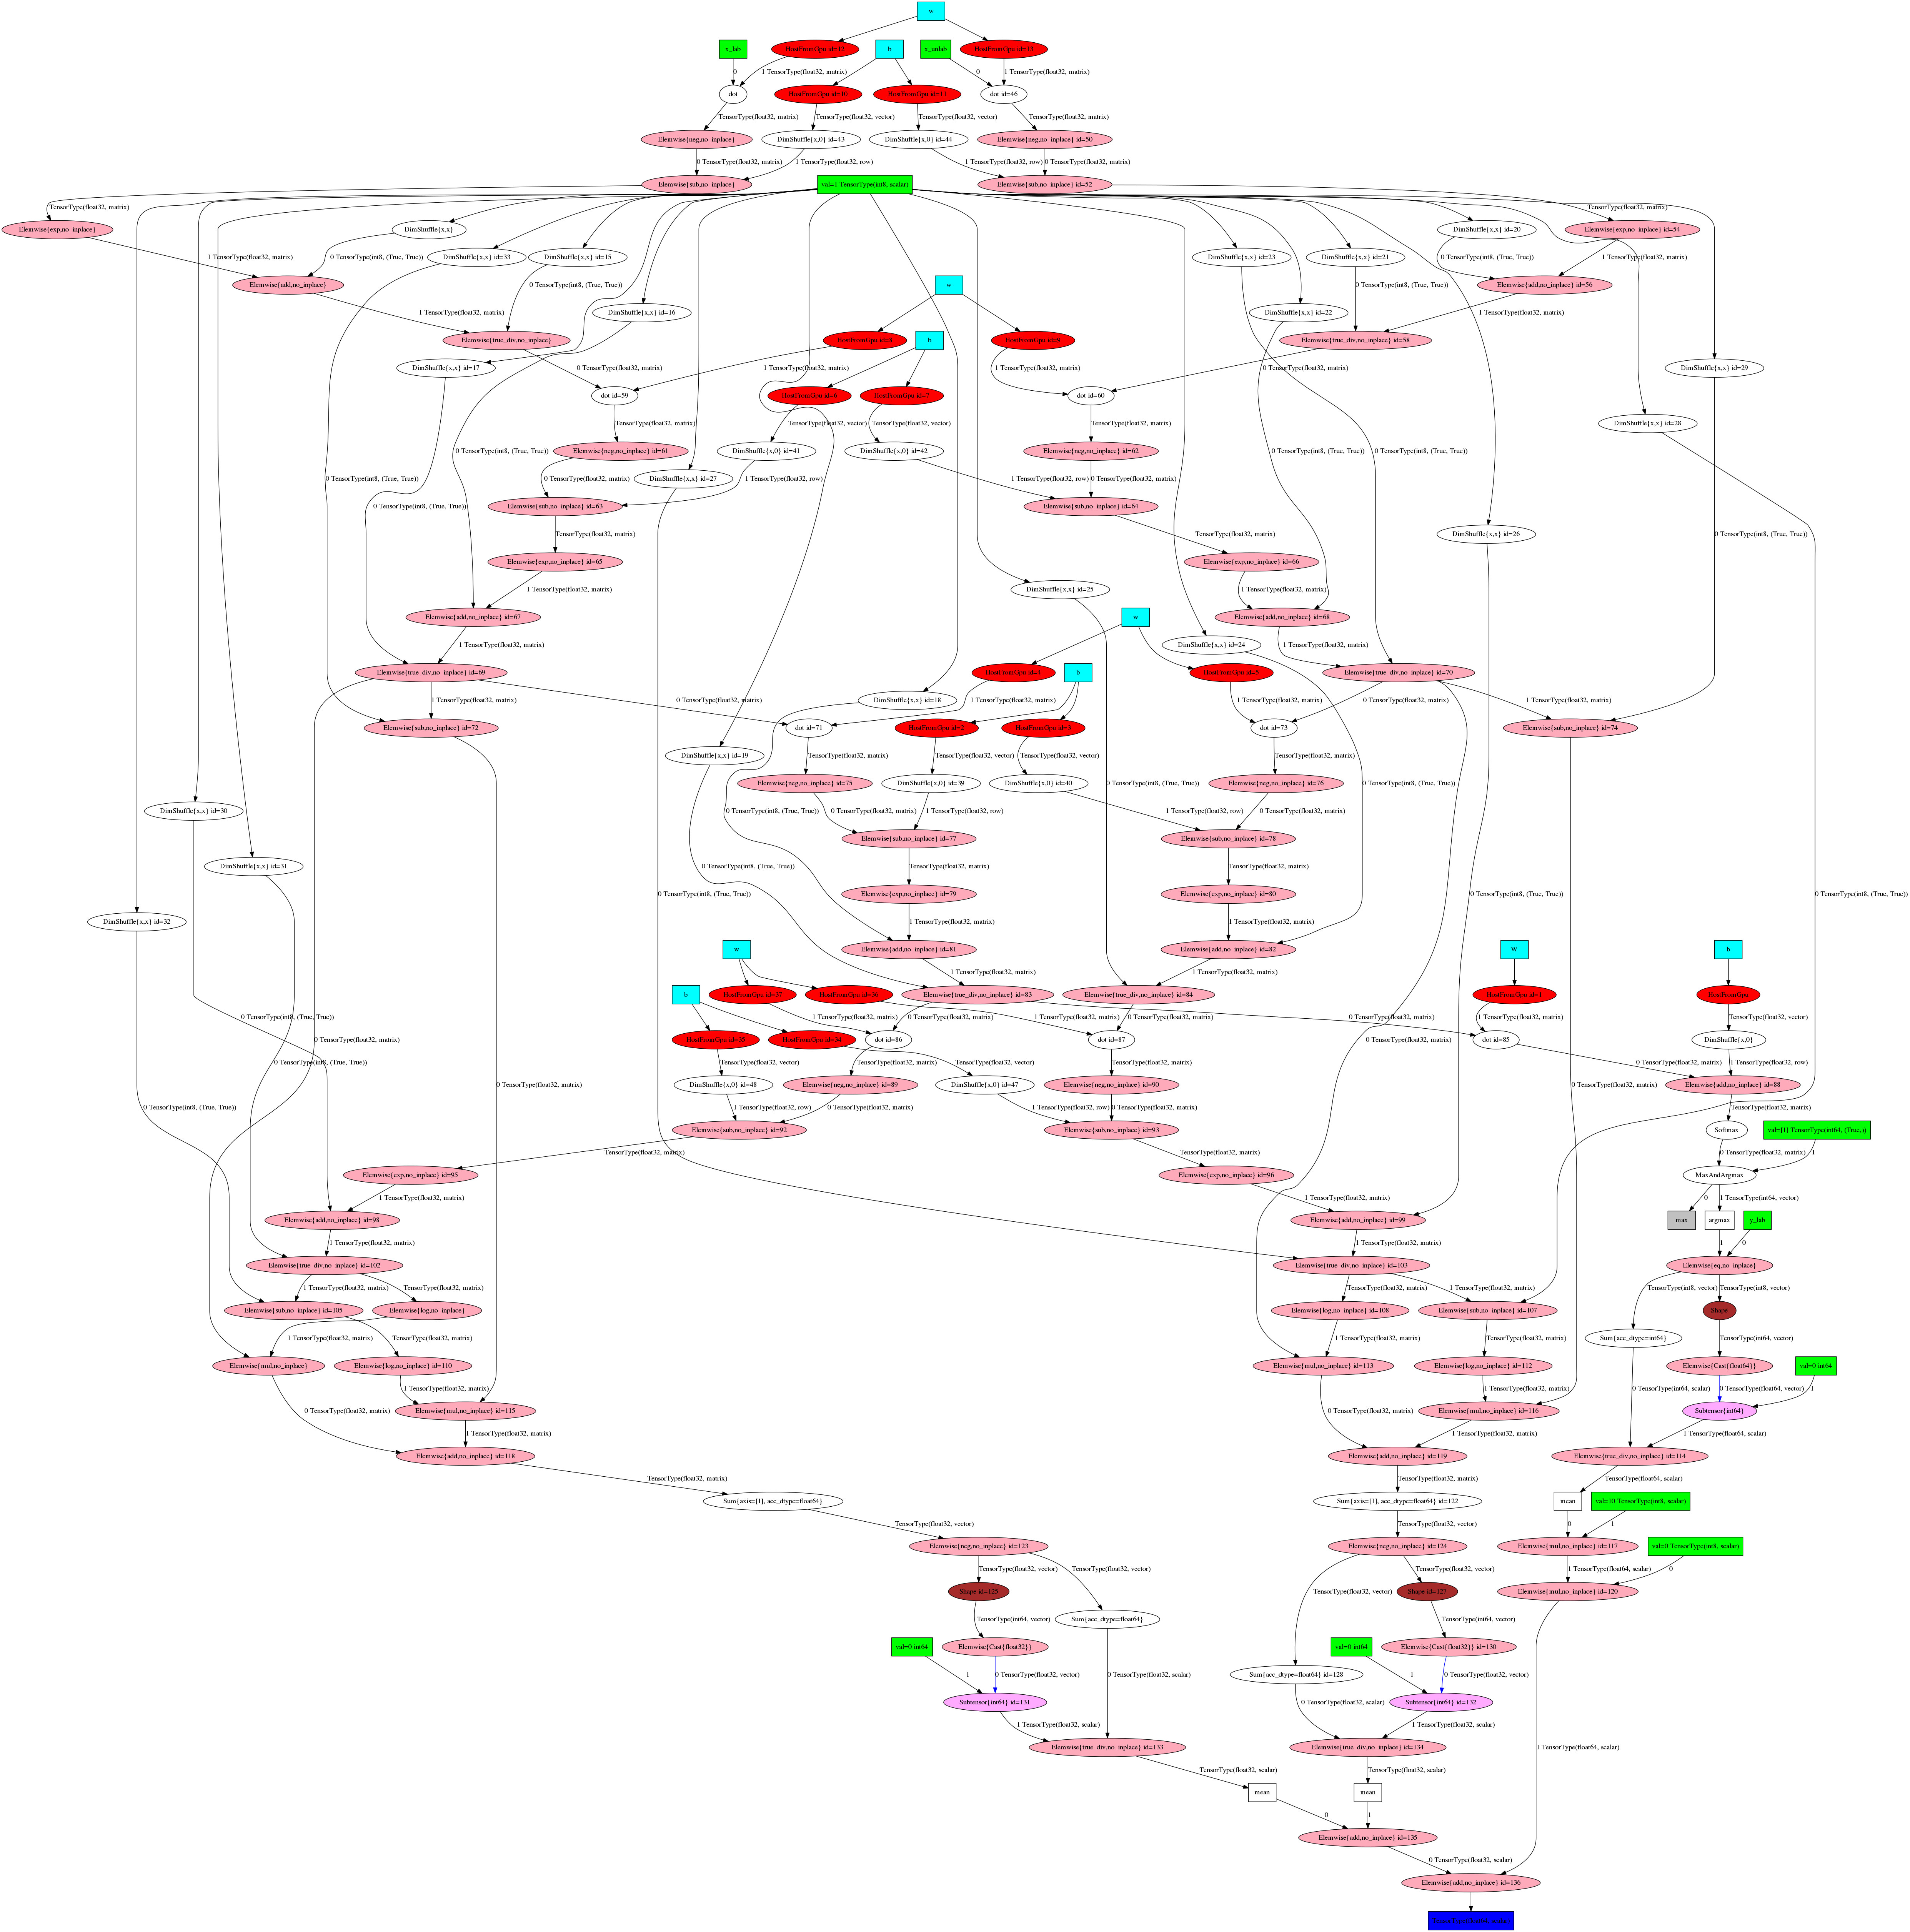 w
x_lab
HostFromGpu id=12
b
x_unlab
HostFromGpu id=13
0
1 TensorType(float32, matrix)
0
1 TensorType(float32, matrix)
dot
HostFromGpu id=10
HostFromGpu id=11
dot id=46
TensorType(float32, matrix)
TensorType(float32, vector)
TensorType(float32, vector)
TensorType(float32, matrix)
Elemwise{neg,no_inplace}
DimShuffle{x,0} id=43
DimShuffle{x,0} id=44
Elemwise{neg,no_inplace} id=50
0 TensorType(float32, matrix)
1 TensorType(float32, row)
1 TensorType(float32, row)
0 TensorType(float32, matrix)
Elemwise{sub,no_inplace}
val=1 TensorType(int8, scalar)
Elemwise{sub,no_inplace} id=52
TensorType(float32, matrix)
TensorType(float32, matrix)
Elemwise{exp,no_inplace}
DimShuffle{x,x}
DimShuffle{x,x} id=20
Elemwise{exp,no_inplace} id=54
1 TensorType(float32, matrix)
0 TensorType(int8, (True, True))
DimShuffle{x,x} id=33
DimShuffle{x,x} id=15
DimShuffle{x,x} id=23
DimShuffle{x,x} id=21
0 TensorType(int8, (True, True))
1 TensorType(float32, matrix)
Elemwise{add,no_inplace}
0 TensorType(int8, (True, True))
w
0 TensorType(int8, (True, True))
Elemwise{add,no_inplace} id=56
1 TensorType(float32, matrix)
DimShuffle{x,x} id=16
DimShuffle{x,x} id=22
1 TensorType(float32, matrix)
Elemwise{true_div,no_inplace}
HostFromGpu id=8
b
HostFromGpu id=0
Elemwise{true_div,no_inplace} id=58
DimShuffle{x,x} id=17
0 TensorType(float32, matrix)
1 TensorType(float32, matrix)
1 TensorType(float32, matrix)
0 TensorType(float32, matrix)
DimShuffle{x,x} id=29
dot id=59
HostFromGpu id=6
HostFromGpu id=7
dot id=60
TensorType(float32, matrix)
TensorType(float32, vector)
TensorType(float32, vector)
TensorType(float32, matrix)
DimShuffle{x,x} id=28
0 TensorType(int8, (True, True))
Elemwise{neg,no_inplace} id=61
DimShuffle{x,0} id=41
DimShuffle{x,0} id=42
Elemwise{neg,no_inplace} id=62
0 TensorType(int8, (True, True))
0 TensorType(int8, (True, True))
0 TensorType(int8, (True, True))
0 TensorType(float32, matrix)
DimShuffle{x,x} id=27
1 TensorType(float32, row)
1 TensorType(float32, row)
0 TensorType(float32, matrix)
0 TensorType(int8, (True, True))
Elemwise{sub,no_inplace} id=63
Elemwise{sub,no_inplace} id=64
TensorType(float32, matrix)
TensorType(float32, matrix)
DimShuffle{x,x} id=26
0 TensorType(int8, (True, True))
Elemwise{exp,no_inplace} id=65
Elemwise{exp,no_inplace} id=66
1 TensorType(float32, matrix)
DimShuffle{x,x} id=25
1 TensorType(float32, matrix)
Elemwise{add,no_inplace} id=67
w
Elemwise{add,no_inplace} id=68
1 TensorType(float32, matrix)
DimShuffle{x,x} id=24
1 TensorType(float32, matrix)
Elemwise{true_div,no_inplace} id=69
HostFromGpu id=4
b
HostFromGpu id=5
Elemwise{true_div,no_inplace} id=70
1 TensorType(float32, matrix)
0 TensorType(float32, matrix)
DimShuffle{x,x} id=18
1 TensorType(float32, matrix)
1 TensorType(float32, matrix)
0 TensorType(float32, matrix)
1 TensorType(float32, matrix)
Elemwise{sub,no_inplace} id=72
dot id=71
HostFromGpu id=2
HostFromGpu id=3
dot id=73
Elemwise{sub,no_inplace} id=74
DimShuffle{x,x} id=19
TensorType(float32, matrix)
TensorType(float32, vector)
TensorType(float32, vector)
TensorType(float32, matrix)
Elemwise{neg,no_inplace} id=75
DimShuffle{x,0} id=39
DimShuffle{x,0} id=40
Elemwise{neg,no_inplace} id=76
0 TensorType(int8, (True, True))
0 TensorType(int8, (True, True))
DimShuffle{x,x} id=30
0 TensorType(int8, (True, True))
0 TensorType(float32, matrix)
1 TensorType(float32, row)
1 TensorType(float32, row)
0 TensorType(float32, matrix)
Elemwise{sub,no_inplace} id=77
Elemwise{sub,no_inplace} id=78
DimShuffle{x,x} id=31
0 TensorType(int8, (True, True))
TensorType(float32, matrix)
TensorType(float32, matrix)
0 TensorType(int8, (True, True))
0 TensorType(int8, (True, True))
Elemwise{exp,no_inplace} id=79
Elemwise{exp,no_inplace} id=80
0 TensorType(int8, (True, True))
DimShuffle{x,x} id=32
1 TensorType(float32, matrix)
1 TensorType(float32, matrix)
w
Elemwise{add,no_inplace} id=81
Elemwise{add,no_inplace} id=82
W
b
1 TensorType(float32, matrix)
1 TensorType(float32, matrix)
b
HostFromGpu id=37
HostFromGpu id=36
Elemwise{true_div,no_inplace} id=83
Elemwise{true_div,no_inplace} id=84
HostFromGpu id=1
HostFromGpu
0 TensorType(int8, (True, True))
1 TensorType(float32, matrix)
0 TensorType(float32, matrix)
1 TensorType(float32, matrix)
0 TensorType(float32, matrix)
0 TensorType(float32, matrix)
1 TensorType(float32, matrix)
TensorType(float32, vector)
0 TensorType(float32, matrix)
HostFromGpu id=35
HostFromGpu id=34
dot id=86
dot id=87
0 TensorType(float32, matrix)
dot id=85
DimShuffle{x,0}
0 TensorType(int8, (True, True))
TensorType(float32, vector)
TensorType(float32, matrix)
TensorType(float32, vector)
TensorType(float32, matrix)
0 TensorType(float32, matrix)
1 TensorType(float32, row)
0 TensorType(float32, matrix)
DimShuffle{x,0} id=48
Elemwise{neg,no_inplace} id=89
DimShuffle{x,0} id=47
Elemwise{neg,no_inplace} id=90
0 TensorType(float32, matrix)
Elemwise{add,no_inplace} id=88
0 TensorType(int8, (True, True))
1 TensorType(float32, row)
0 TensorType(float32, matrix)
1 TensorType(float32, row)
0 TensorType(float32, matrix)
TensorType(float32, matrix)
Elemwise{sub,no_inplace} id=92
Elemwise{sub,no_inplace} id=93
Softmax
val=[1] TensorType(int64, (True,))
TensorType(float32, matrix)
TensorType(float32, matrix)
0 TensorType(float32, matrix)
1
Elemwise{exp,no_inplace} id=95
Elemwise{exp,no_inplace} id=96
MaxAndArgmax
1 TensorType(float32, matrix)
1 TensorType(float32, matrix)
0
1 TensorType(int64, vector)
Elemwise{add,no_inplace} id=98
Elemwise{add,no_inplace} id=99
max
argmax
y_lab
1 TensorType(float32, matrix)
1 TensorType(float32, matrix)
1
0
Elemwise{true_div,no_inplace} id=102
Elemwise{true_div,no_inplace} id=103
Elemwise{eq,no_inplace}
1 TensorType(float32, matrix)
TensorType(float32, matrix)
TensorType(float32, matrix)
1 TensorType(float32, matrix)
TensorType(int8, vector)
TensorType(int8, vector)
Elemwise{sub,no_inplace} id=105
Elemwise{log,no_inplace}
Elemwise{log,no_inplace} id=108
Elemwise{sub,no_inplace} id=107
Shape
1 TensorType(float32, matrix)
TensorType(float32, matrix)
1 TensorType(float32, matrix)
TensorType(float32, matrix)
Sum{acc_dtype=int64}
TensorType(int64, vector)
Elemwise{mul,no_inplace}
Elemwise{log,no_inplace} id=110
Elemwise{mul,no_inplace} id=113
Elemwise{log,no_inplace} id=112
Elemwise{Cast{float64}}
val=0 int64
1 TensorType(float32, matrix)
1 TensorType(float32, matrix)
0 TensorType(int64, scalar)
0 TensorType(float64, vector)
1
0 TensorType(float32, matrix)
Elemwise{mul,no_inplace} id=115
0 TensorType(float32, matrix)
Elemwise{mul,no_inplace} id=116
Subtensor{int64}
1 TensorType(float32, matrix)
1 TensorType(float32, matrix)
1 TensorType(float64, scalar)
Elemwise{add,no_inplace} id=118
Elemwise{add,no_inplace} id=119
Elemwise{true_div,no_inplace} id=114
TensorType(float32, matrix)
TensorType(float32, matrix)
TensorType(float64, scalar)
Sum{axis=[1], acc_dtype=float64}
Sum{axis=[1], acc_dtype=float64} id=122
mean
val=10 TensorType(int8, scalar)
TensorType(float32, vector)
TensorType(float32, vector)
0
1
Elemwise{neg,no_inplace} id=123
Elemwise{neg,no_inplace} id=124
Elemwise{mul,no_inplace} id=117
val=0 TensorType(int8, scalar)
TensorType(float32, vector)
TensorType(float32, vector)
TensorType(float32, vector)
TensorType(float32, vector)
1 TensorType(float64, scalar)
0
Shape id=125
Shape id=127
Elemwise{mul,no_inplace} id=120
TensorType(int64, vector)
Sum{acc_dtype=float64}
TensorType(int64, vector)
val=0 int64
Elemwise{Cast{float32}}
val=0 int64
Elemwise{Cast{float32}} id=130
1
0 TensorType(float32, vector)
0 TensorType(float32, scalar)
Sum{acc_dtype=float64} id=128
1
0 TensorType(float32, vector)
Subtensor{int64} id=131
0 TensorType(float32, scalar)
Subtensor{int64} id=132
1 TensorType(float32, scalar)
1 TensorType(float32, scalar)
Elemwise{true_div,no_inplace} id=133
Elemwise{true_div,no_inplace} id=134
1 TensorType(float64, scalar)
TensorType(float32, scalar)
TensorType(float32, scalar)
mean
mean
0
1
Elemwise{add,no_inplace} id=135
0 TensorType(float32, scalar)
Elemwise{add,no_inplace} id=136
TensorType(float64, scalar)